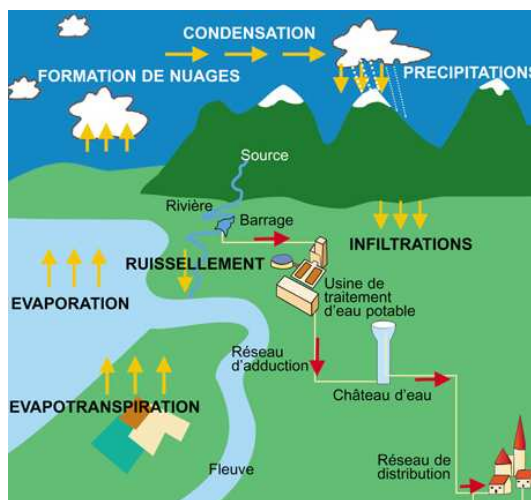 CONDENSATION
FORMATION DE NUAGES
PRECIPITATIONS
Source
Rivière
Barrage
RUISSELLEMENT
INFILTRATIONS
EVAPORATION
Usine de
traitement
d'eau potable
Réseau
d'adduction
EVAPOTRANSPIRATION
Château d'eau
Fleuve
Réseau de
distribution